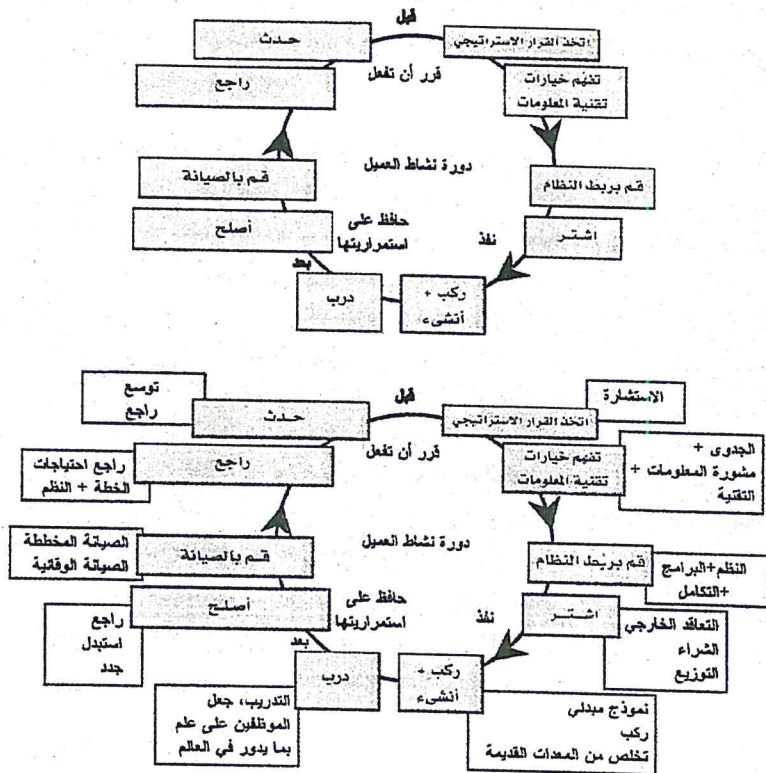 قبل
اتخذ القرار الاستراتيجي
حدث
قرر أن تفعل
تفهم خيارات
تقنية المعلومات
راجع
دورة نشاط العميل
قم بربط النظام
قم بالصيانة
حافظ على
استمراريتها
أصلح
نفذ
اشتر
بعد
درب
ركب +
أنشىء
قبل
الاستشارة
اتخذ القرار الاستراتيجي
حدث
توسع
راجع
قرر أن تفعل
تفهم خيارات
تقنية المعلومات
الجدوى +
مشورة المعلومات +
التقنية
راجع
راجع احتياجات
الخطة + النظم
دورة نشاط العميل
قم بربط النظام
النظم+البرامج
+التكامل
قم بالصيانة
الصيانة المخططة
الصيانة الوقائية
حافظ على
استمراريتها
أصلح
راجع
استبدل
جدد
نفذ
اشتـــر
التعاقد الخارجي
الشراء
التوزيع
بعد
درب
التدريب، جعل
الموظفين على علم
بما يدور في العالم
ركب +
أنشىء
نموذج مبدئي
ركب
تخلص من المعدات القديمة